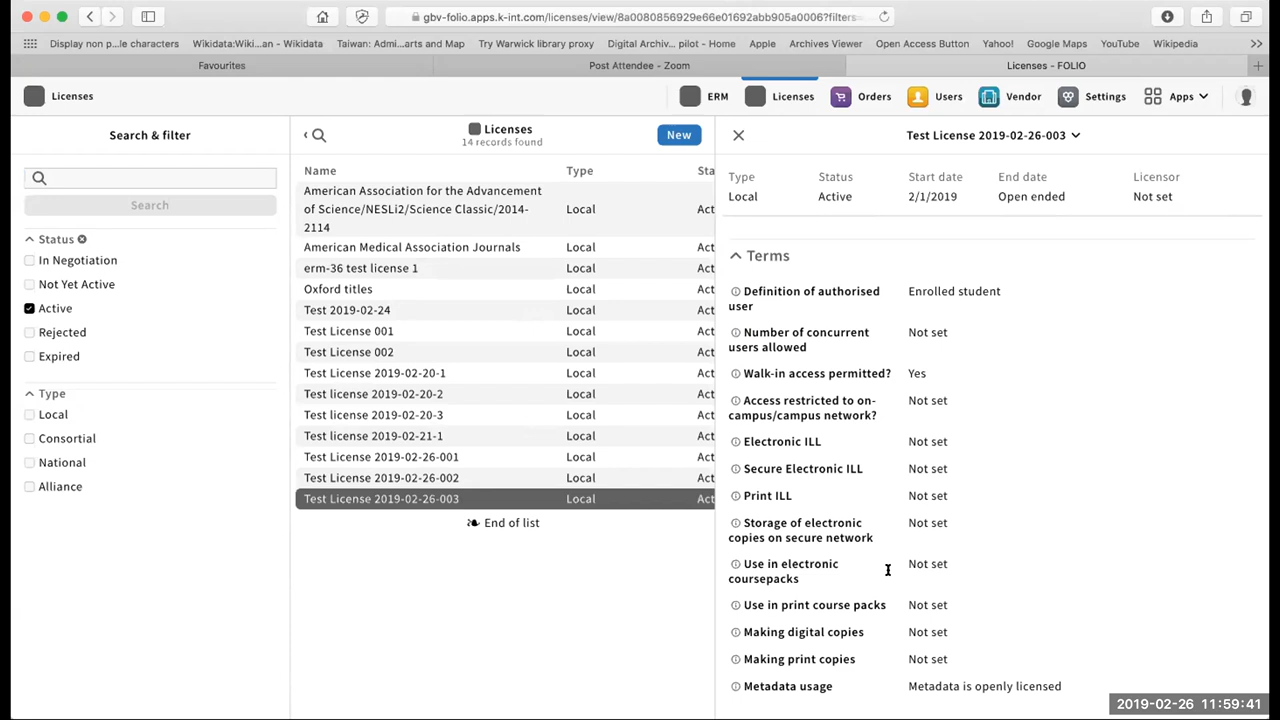 gbv-folio.apps.k-int.com/licenses/view/8a0080856929e66e01692abb905a0006?filters=
Display non p...le characters
Wikidata:Wiki...an - Wikidata
Taiwan: Admi...arts and Map
Try Warwick library proxy
Digital Archiv... pilot - Home
Apple
Archives Viewer
Open Access Button
Yahoo!
Google Maps
YouTube
Wikipedia
Favourites
Post Attendee - Zoom
Licenses - FOLIO
Licenses
ERM
Licenses
Orders
Users
Vendor
Settings
Apps
Search & filter
Search
Status
In Negotiation
Not Yet Active
Active
Rejected
Expired
Type
Local
Consortial
National
Alliance
Licenses
14 records found
New
Name Type Sta
American Association for the Advancement
of Science/NESLi2/Science Classic/2014- Local Act
2114
American Medical Association Journals Local Act
erm-36 test license 1 Local Act
Oxford titles Local Act
Test 2019-02-24 Local Act
Test License 001 Local Act
Test License 002 Local Act
Test License 2019-02-20-1 Local Act
Test license 2019-02-20-2 Local Act
Test license 2019-02-20-3 Local Act
Test license 2019-02-21-1 Local Act
Test License 2019-02-26-001 Local Act
Test License 2019-02-26-002 Local Act
Test License 2019-02-26-003 Local Act
End of list
Test License 2019-02-26-003
Type Status Start date End date Licensor
Local Active 2/1/2019 Open ended Not set
Terms
Definition of authorised Enrolled student
user
Number of concurrent Not set
users allowed
Walk-in access permitted? Yes
Access restricted to on- Not set
campus/campus network?
Electronic ILL Not set
Secure Electronic ILL Not set
Print ILL Not set
Storage of electronic Not set
copies on secure network
Use in electronic Not set
coursepacks
Use in print course packs Not set
Making digital copies Not set
Making print copies Not set
Metadata usage Metadata is openly licensed
2019-02-26 11:59:41